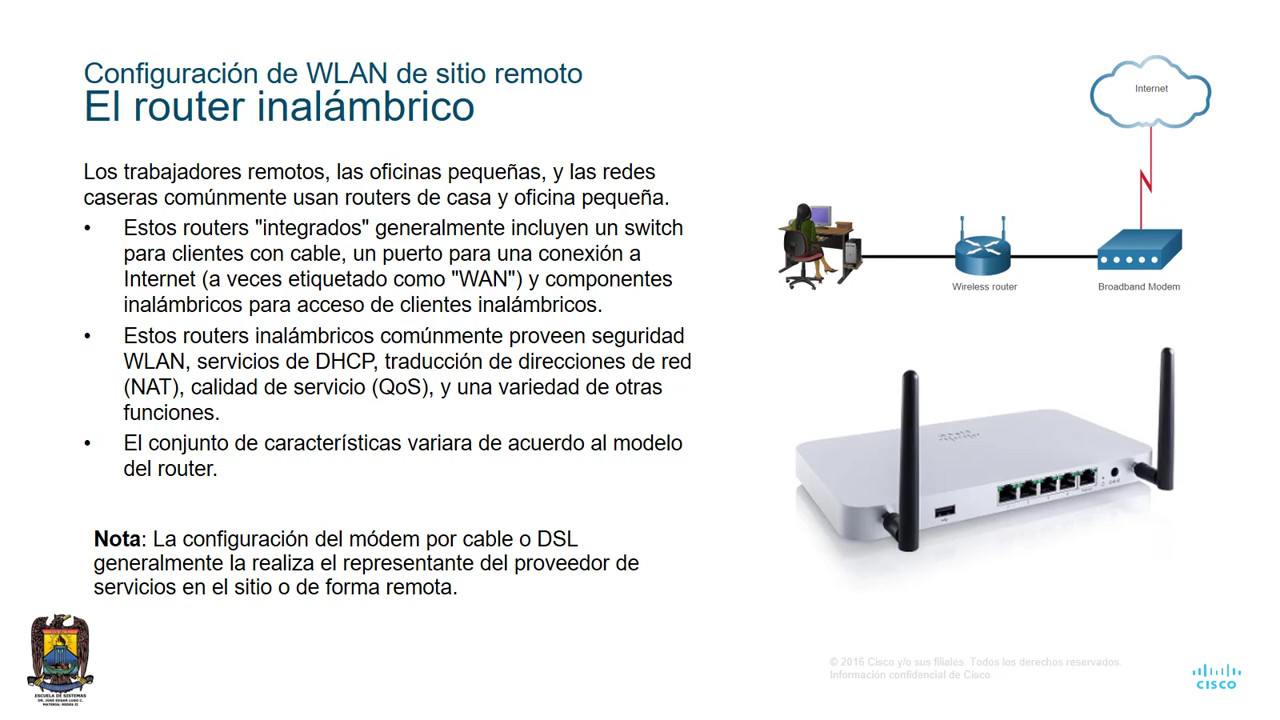 Configuración de WLAN de sitio remoto
El router inalámbrico
Los trabajadores remotos, las oficinas pequeñas, y las redes
caseras comúnmente usan routers de casa y oficina pequeña.
• Estos routers "integrados" generalmente incluyen un switch
para clientes con cable, un puerto para una conexión a
Internet (a veces etiquetado como "WAN") y componentes
inalámbricos para acceso de clientes inalámbricos.
• Estos routers inalámbricos comúnmente proveen seguridad
WLAN, servicios de DHCP, traducción de direcciones de red
(NAT), calidad de servicio (QoS), y una variedad de otras
funciones.
• El conjunto de características variara de acuerdo al modelo
del router.
Nota: La configuración del módem por cable o DSL
generalmente la realiza el representante del proveedor de
servicios en el sitio o de forma remota.
Internet
Wireless router
Broadband Modem
ESCUELA DE SISTEMAS
DR. JOSE EDGAR LUGO C.
MATERIA: REDES II
© 2016 Cisco y/o sus filiales. Todos los derechos reservados.
Información confidencial de Cisco
CISCO